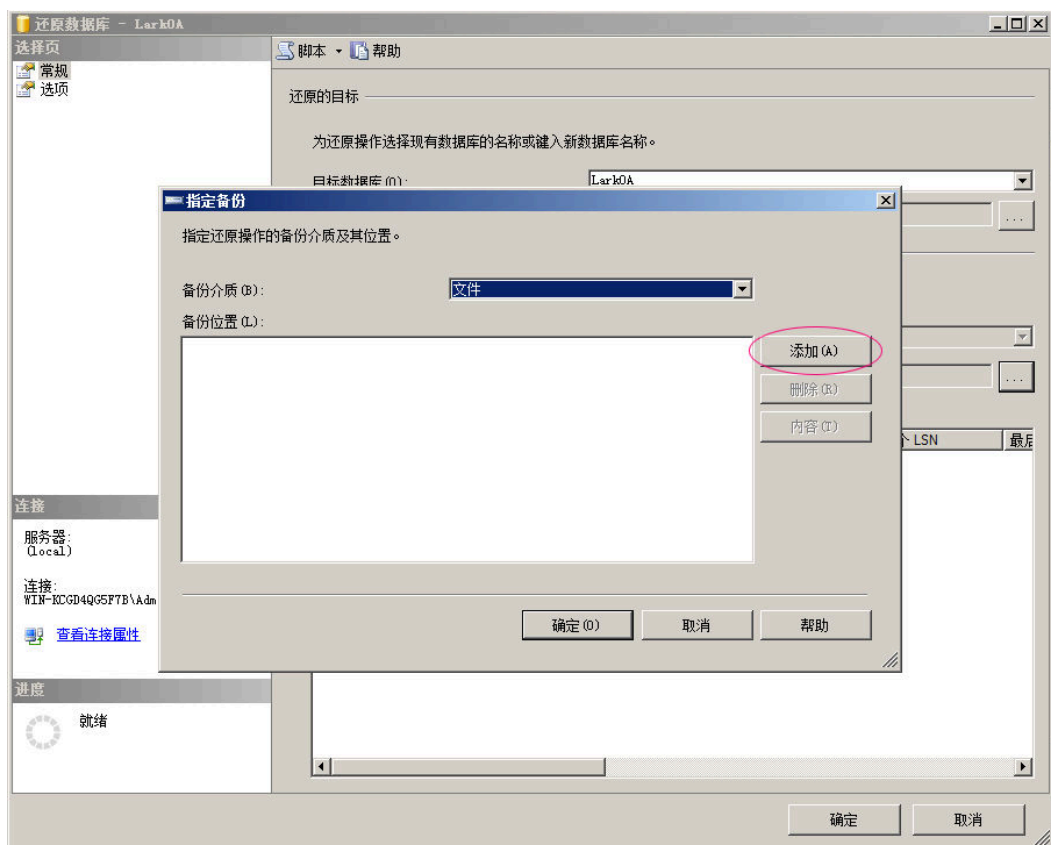 还原数据库 - LarkOA
选择页
常规
选项
脚本 帮助
还原的目标
为还原操作选择现有数据库的名称或键入新数据库名称。
目标数据库(O): LarkOA
...
指定备份
指定还原操作的备份介质及其位置。
备份介质(B): 文件
备份位置(L):
添加(A)
删除(R)
...
内容(T)
个 LSN 最后
连接
服务器:
(local)
连接:
WIN-KCGD4QG5F7B\Adm
查看连接属性
确定(O) 取消 帮助
进度
就绪
确定 取消